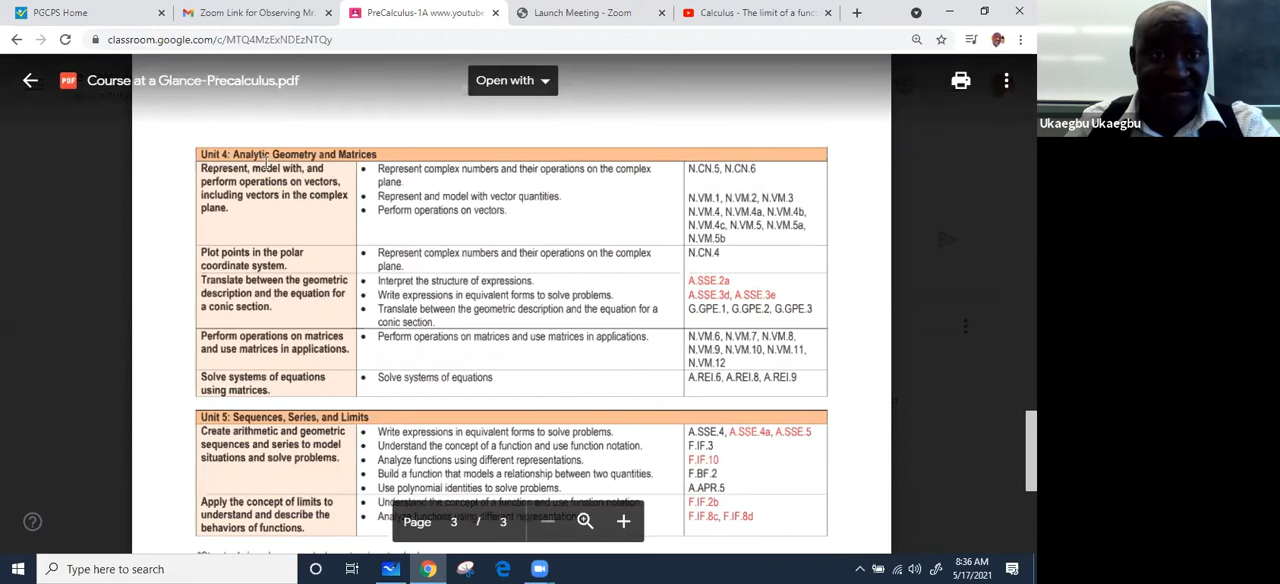 PGCPS Home
Zoom Link for Observing Mr.
PreCalculus-1A www.youtube
Launch Meeting - Zoom
Calculus - The limit of a func
classroom.google.com/c/MTQ4MzExNDEzNTQy
Course at a Glance-Precalculus.pdf
Open with
Ukaegbu Ukaegbu
Unit 4: Analytic Geometry and Matrices
Represent, model with, and
perform operations on vectors,
including vectors in the complex
plane.
• Represent complex numbers and their operations on the complex
plane.
• Represent and model with vector quantities.
• Perform operations on vectors.
N.CN.5, N.CN.6
N.VM.1, N.VM.2, N.VM.3
N.VM.4, N.VM.4a, N.VM.4b,
N.VM.4c, N.VM.5, N.VM.5a,
N.VM.5b
Plot points in the polar
coordinate system.
• Represent complex numbers and their operations on the complex
plane.
N.CN.4
Translate between the geometric
description and the equation for
a conic section.
• Interpret the structure of expressions.
• Write expressions in equivalent forms to solve problems.
• Translate between the geometric description and the equation for a
conic section.
A.SSE.2a
A.SSE.3d, A.SSE.3e
G.GPE.1, G.GPE.2, G.GPE.3
Perform operations on matrices
and use matrices in applications.
• Perform operations on matrices and use matrices in applications.
N.VM.6, N.VM.7, N.VM.8,
N.VM.9, N.VM.10, N.VM.11,
N.VM.12
Solve systems of equations
using matrices.
• Solve systems of equations
A.REI.6, A.REI.8, A.REI.9
Unit 5: Sequences, Series, and Limits
Create arithmetic and geometric
sequences and series to model
situations and solve problems.
• Write expressions in equivalent forms to solve problems.
• Understand the concept of a function and use function notation.
• Analyze functions using different representations.
• Build a function that models a relationship between two quantities.
• Use polynomial identities to solve problems.
A.SSE.4, A.SSE.4a, A.SSE.5
F.IF.3
F.IF.10
F.BF.2
A.APR.5
Apply the concept of limits to
understand and describe the
behaviors of functions.
• Understand the concept of a function and use function notation.
• Analyze functions using different representation
F.IF.2b
F.IF.8c, F.IF.8d
Page 3 / 3
Type here to search
8:36 AM
5/17/2021